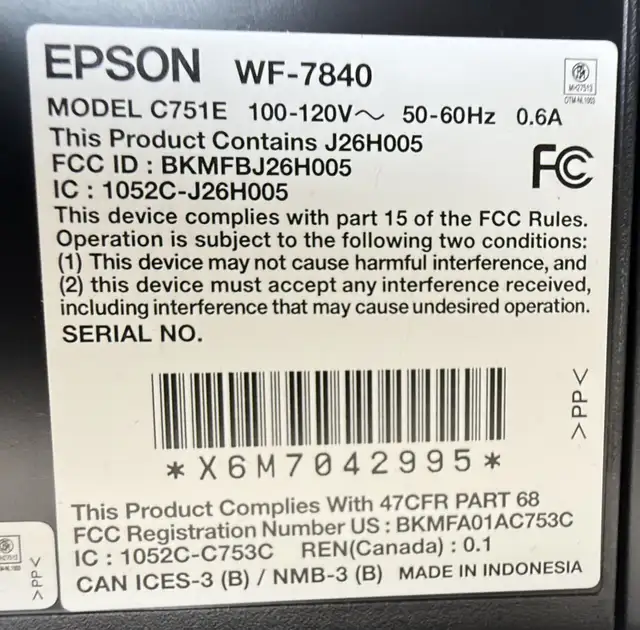 EPSON WF-7840
MH27513
MODEL C751E 100-120V～ 50-60Hz 0.6A
This Product Contains J26H005
FCC ID : BKMFBJ26H005
IC : 1052C-J26H005
FC
This device complies with part 15 of the FCC Rules.
Operation is subject to the following two conditions:
(1) This device may not cause harmful interference, and
(2) this device must accept any interference received,
including interference that may cause undesired operation.
SERIAL NO.
*X6M7042995*
>PP<
This Product Complies With 47CFR PART 68
FCC Registration Number US : BKMFA01AC753C
IC : 1052C-C753C REN(Canada) : 0.1
CAN ICES-3 (B) / NMB-3 (B) MADE IN INDONESIA
>PP<